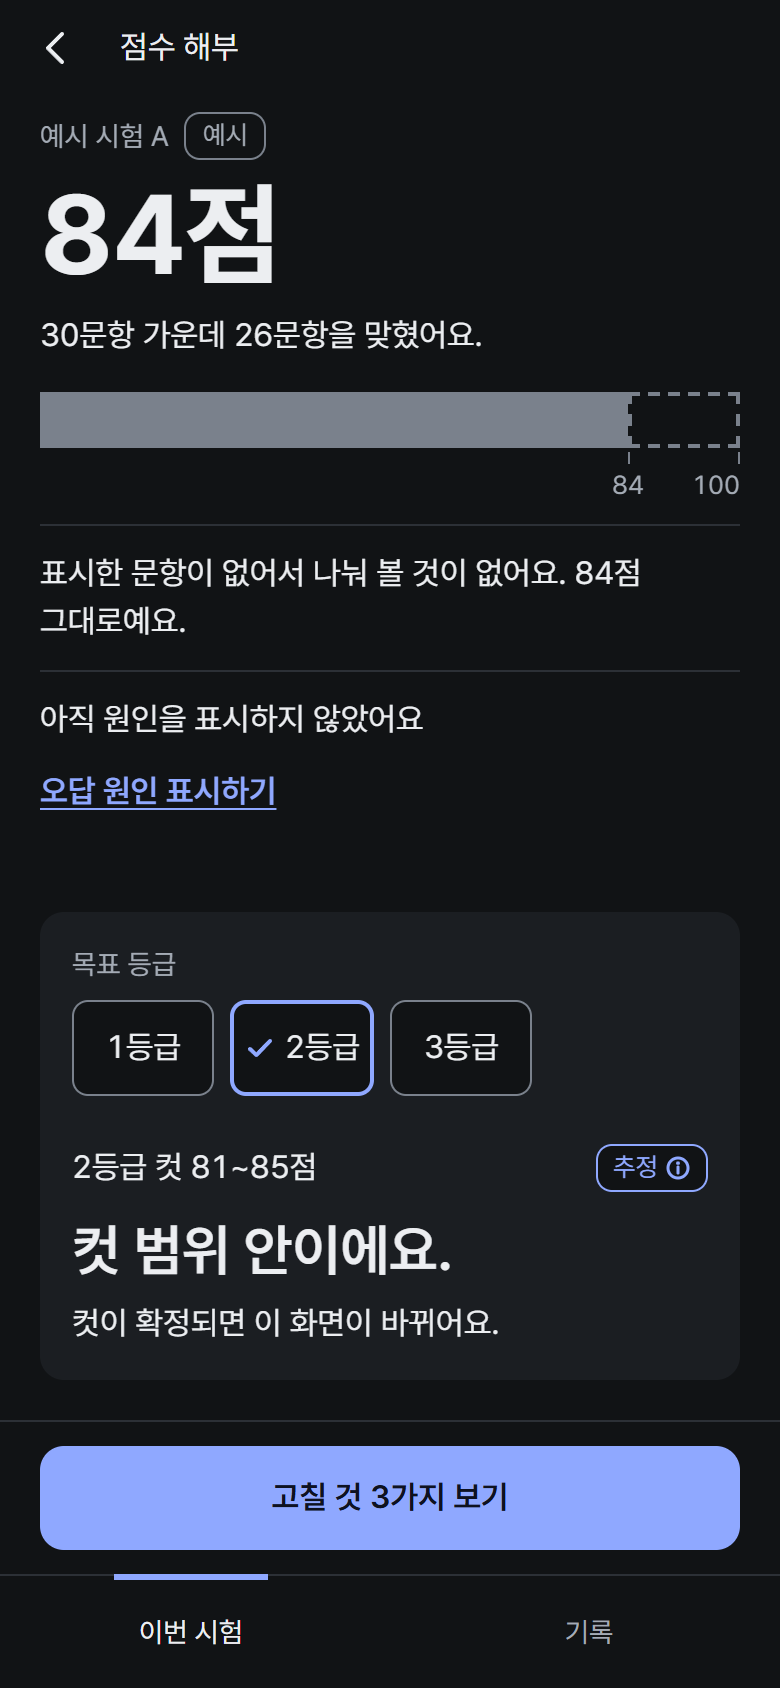 점수 해부
예시 시험 A 예시
84점
30문항 가운데 26문항을 맞혔어요.
84 100
표시한 문항이 없어서 나눠 볼 것이 없어요. 84점
그대로예요.
아직 원인을 표시하지 않았어요
오답 원인 표시하기
목표 등급
1등급 2등급 3등급
2등급 컷 81~85점 추정
컷 범위 안이에요.
컷이 확정되면 이 화면이 바뀌어요.
고칠 것 3가지 보기
이번 시험 기록